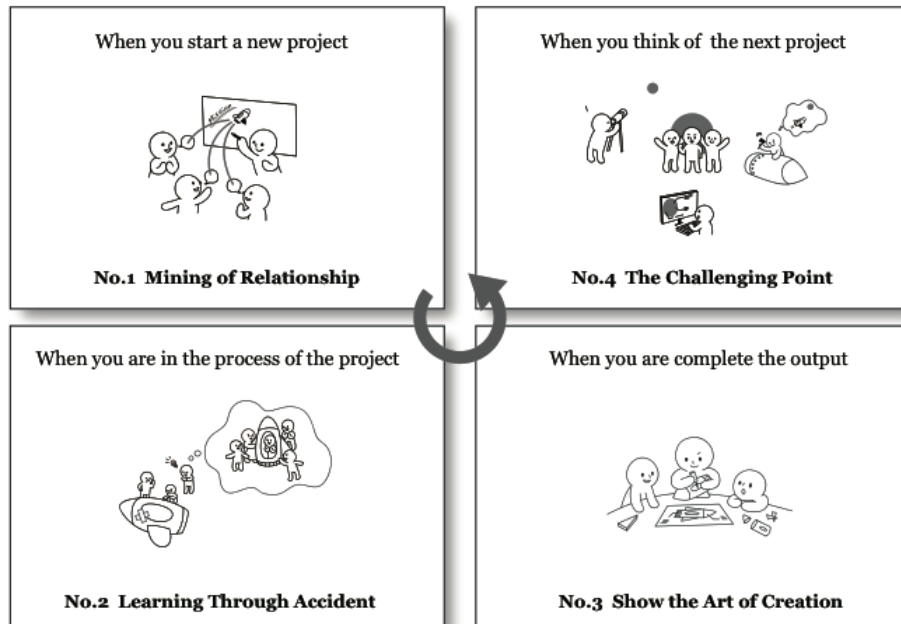 When you start a new project
No.1 Mining of Relationship
When you think of the next project
No.4 The Challenging Point
When you are in the process of the project
No.2 Learning Through Accident
When you are complete the output
No.3 Show the Art of Creation